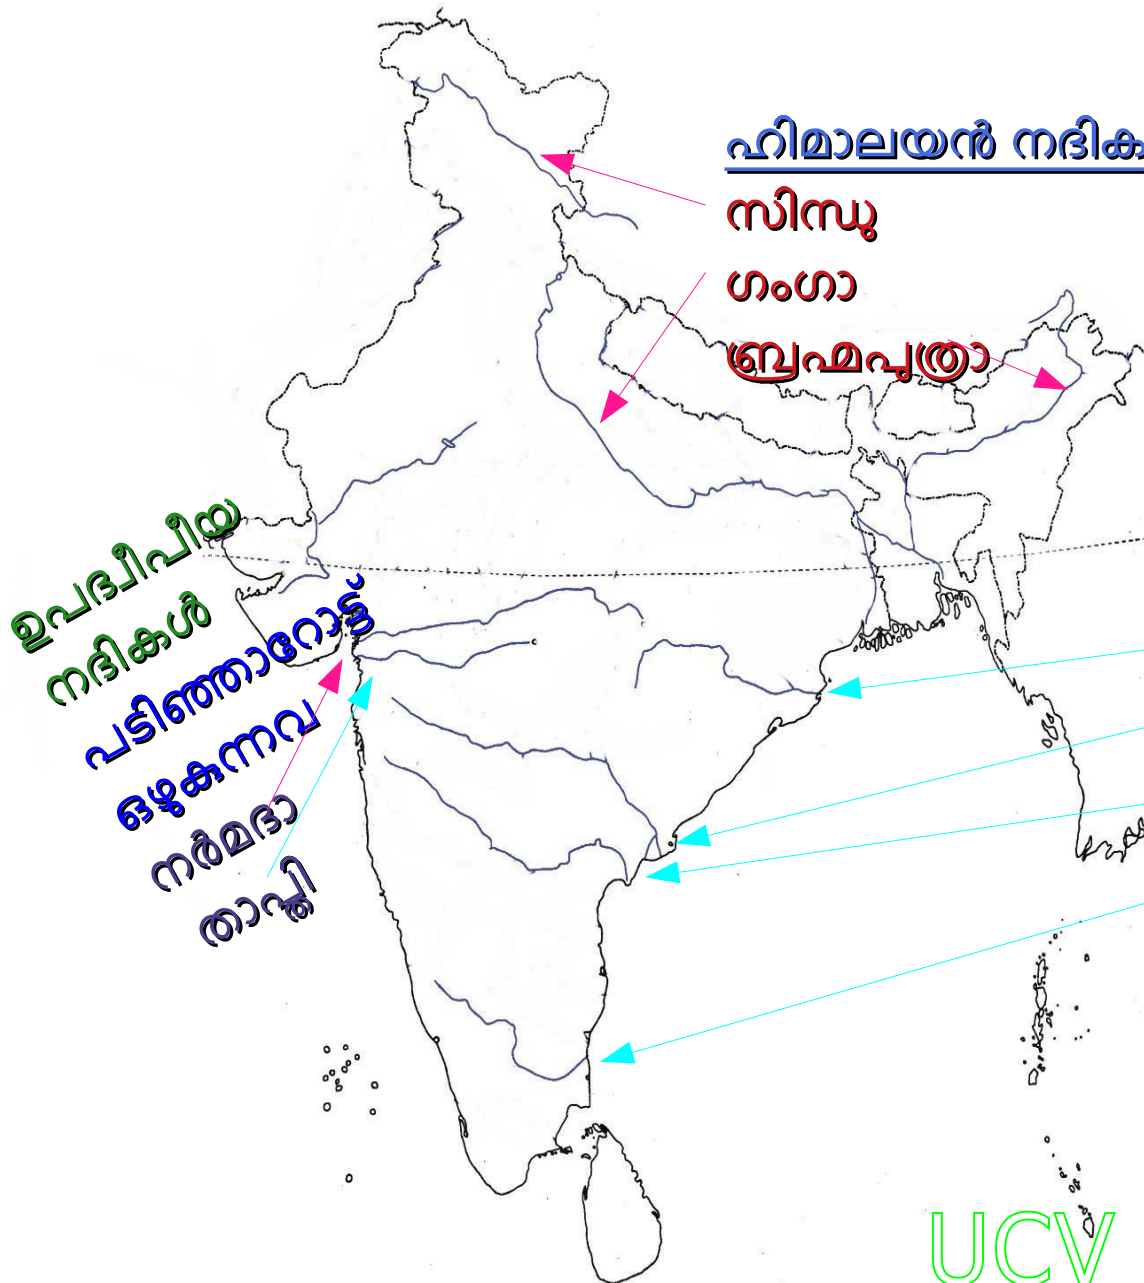 ഹിമാലയൻ നദിക
സിന്ധു
ഗംഗാ
ബ്രഹ്മപുത്രാ
ഉപദ്വീപീയ
നദികൾ
പടിഞ്ഞാറോട്ട്
ഒഴുകുന്നവ
നർമദാ
താപ്തി
UCV